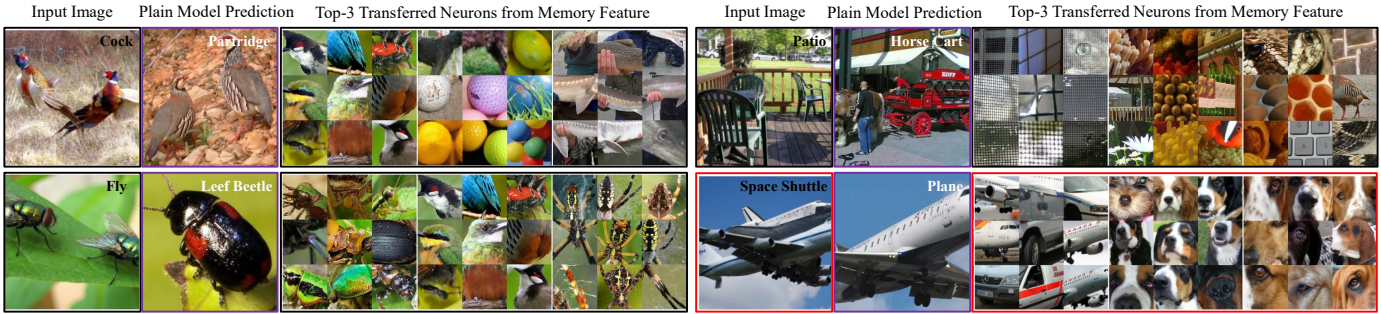 Input Image Plain Model Prediction Top-3 Transferred Neurons from Memory Feature
Input Image Plain Model Prediction Top-3 Transferred Neurons from Memory Feature
Cock
Partridge
Patio
Horse Cart
Fly
Leef Beetle
Space Shuttle
Plane